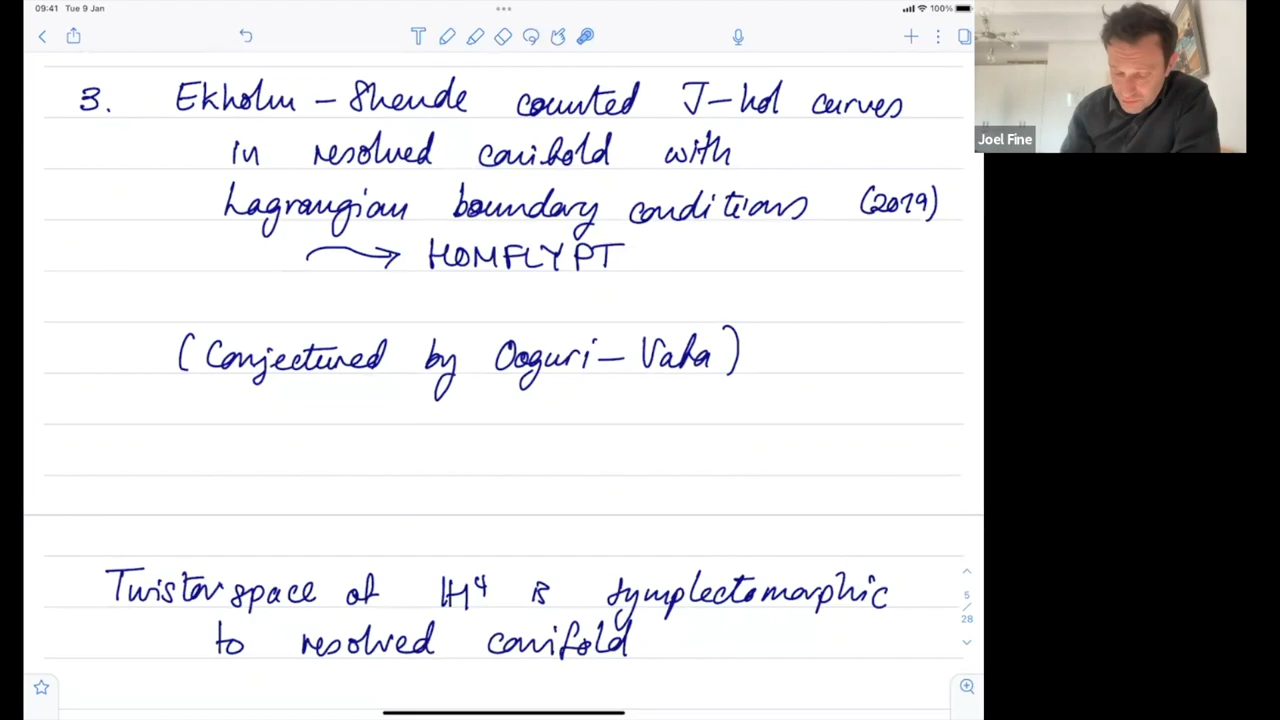 09:41 Tue 9 Jan
100%
Joel Fine
3. Ekholm - Shende counted J-hol curves
in resolved conifold with
Lagrangian boundary conditions (2019)
→ HOMFLYPT
(Conjectured by Ooguri - Vafa)
Twistor space of H⁴ is symplectomorphic
to resolved conifold
5
/
28